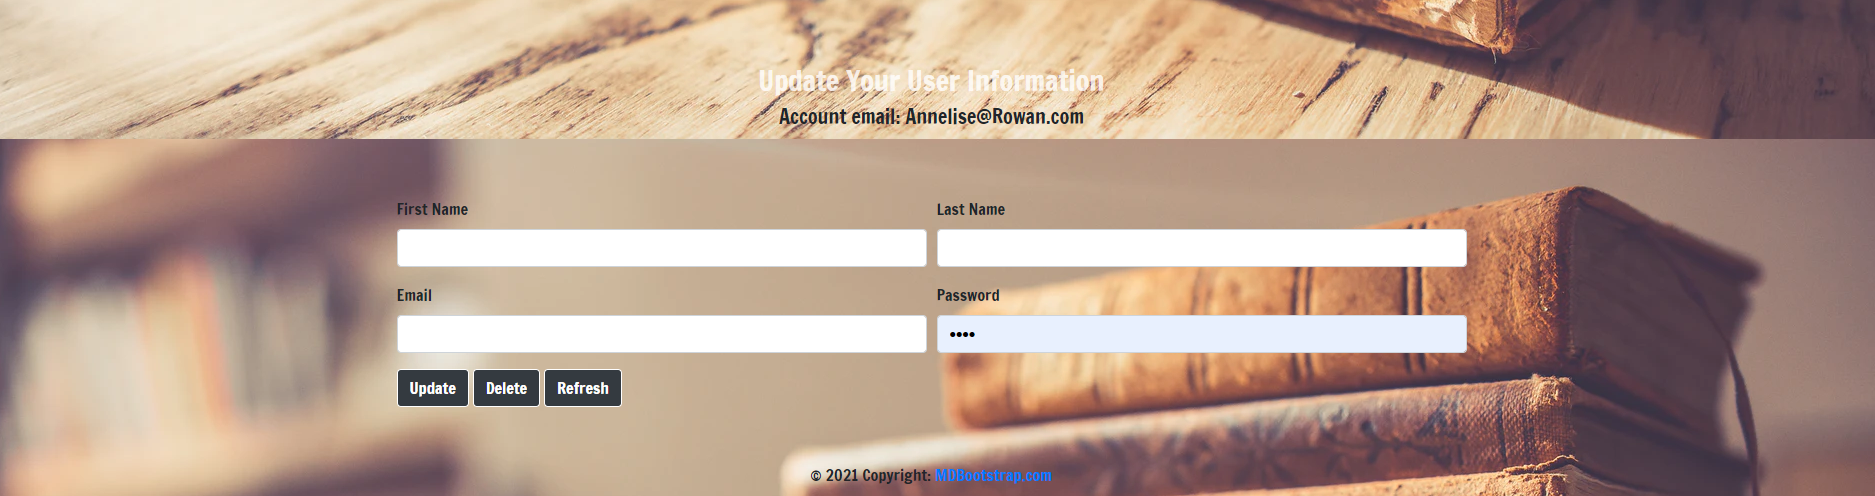 Update Your User Information
Account email: Annelise@Rowan.com
First Name
Last Name
Email
Password
••••
Update Delete Refresh
© 2021 Copyright: MDBootstrap.com